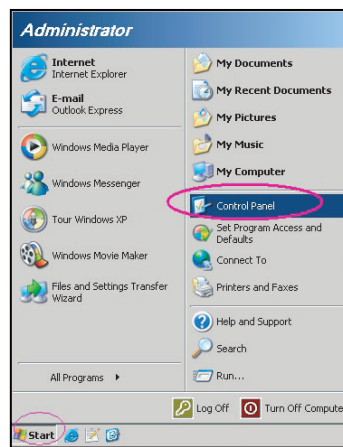 Administrator
Internet
Internet Explorer
E-mail
Outlook Express
Windows Media Player
Windows Messenger
Tour Windows XP
Windows Movie Maker
Files and Settings Transfer
Wizard
All Programs
My Documents
My Recent Documents
My Pictures
My Music
My Computer
Control Panel
Set Program Access and
Defaults
Connect To
Printers and Faxes
Help and Support
Search
Run...
Log Off
Turn Off Compute
Start